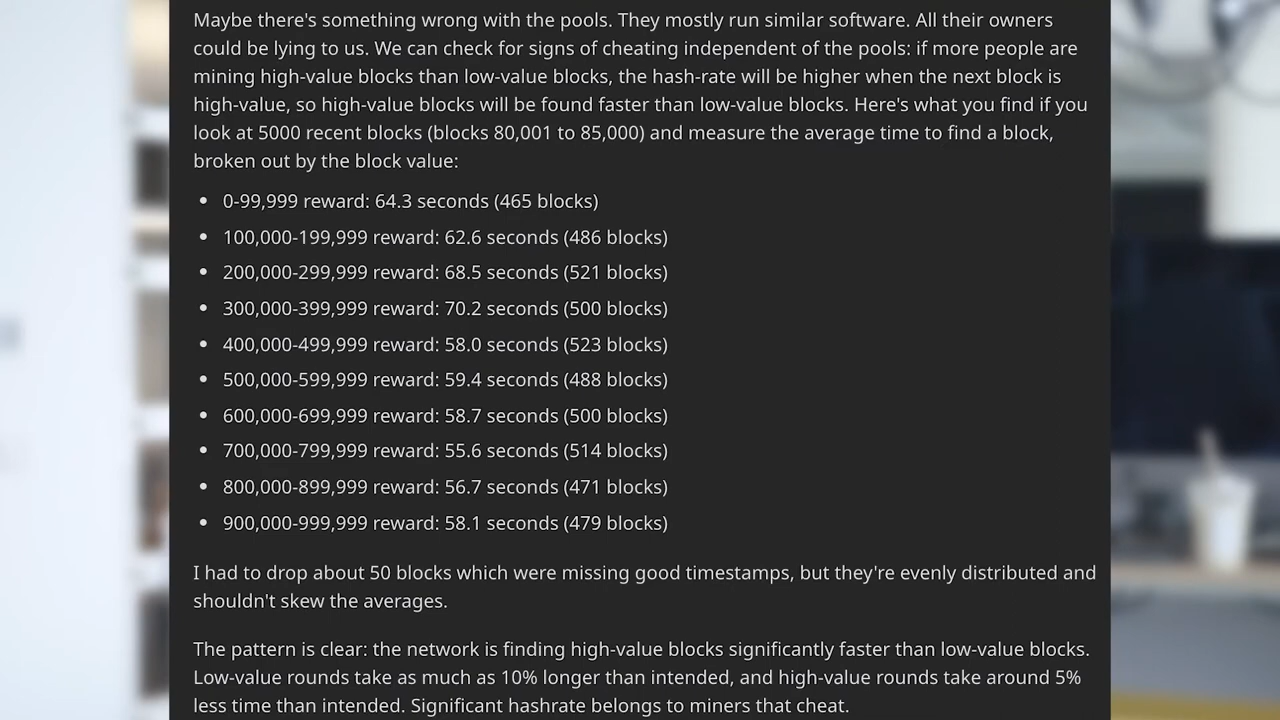 Maybe there's something wrong with the pools. They mostly run similar software. All their owners
could be lying to us. We can check for signs of cheating independent of the pools: if more people are
mining high-value blocks than low-value blocks, the hash-rate will be higher when the next block is
high-value, so high-value blocks will be found faster than low-value blocks. Here's what you find if you
look at 5000 recent blocks (blocks 80,001 to 85,000) and measure the average time to find a block,
broken out by the block value:
• 0-99,999 reward: 64.3 seconds (465 blocks)
• 100,000-199,999 reward: 62.6 seconds (486 blocks)
• 200,000-299,999 reward: 68.5 seconds (521 blocks)
• 300,000-399,999 reward: 70.2 seconds (500 blocks)
• 400,000-499,999 reward: 58.0 seconds (523 blocks)
• 500,000-599,999 reward: 59.4 seconds (488 blocks)
• 600,000-699,999 reward: 58.7 seconds (500 blocks)
• 700,000-799,999 reward: 55.6 seconds (514 blocks)
• 800,000-899,999 reward: 56.7 seconds (471 blocks)
• 900,000-999,999 reward: 58.1 seconds (479 blocks)
I had to drop about 50 blocks which were missing good timestamps, but they're evenly distributed and
shouldn't skew the averages.
The pattern is clear: the network is finding high-value blocks significantly faster than low-value blocks.
Low-value rounds take as much as 10% longer than intended, and high-value rounds take around 5%
less time than intended. Significant hashrate belongs to miners that cheat.